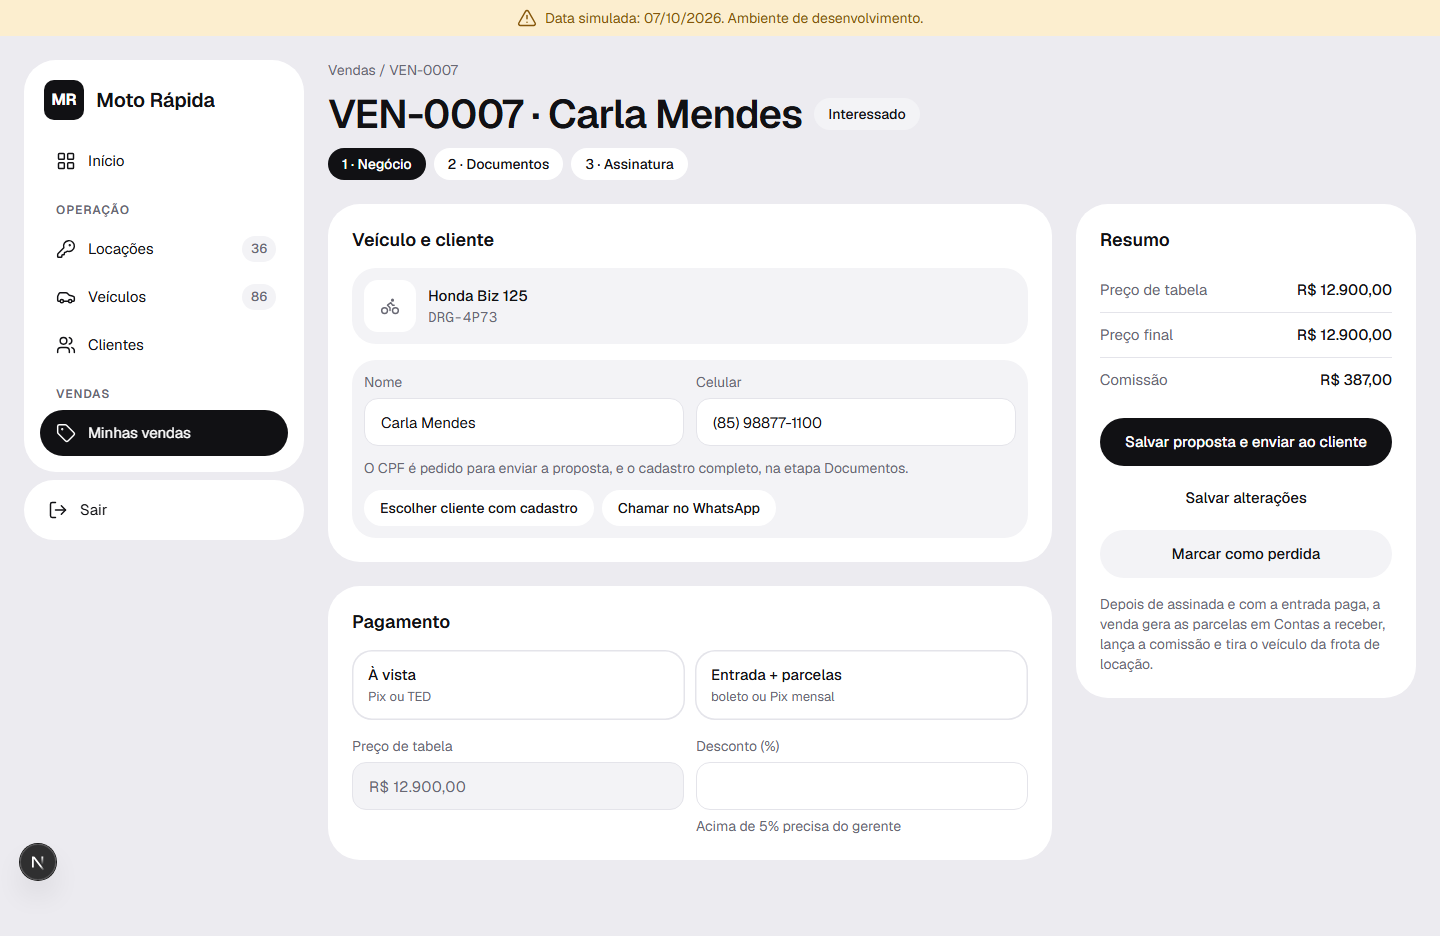 Data simulada: 07/10/2026. Ambiente de desenvolvimento.
MR
Moto Rápida
Início
OPERAÇÃO
Locações
36
Veículos
86
Clientes
VENDAS
Minhas vendas
Sair
Vendas / VEN-0007
VEN-0007 · Carla Mendes
Interessado
1 · Negócio
2 · Documentos
3 · Assinatura
Veículo e cliente
Honda Biz 125
DRG-4P73
Nome
Celular
Carla Mendes
(85) 98877-1100
O CPF é pedido para enviar a proposta, e o cadastro completo, na etapa Documentos.
Escolher cliente com cadastro
Chamar no WhatsApp
Pagamento
À vista
Pix ou TED
Entrada + parcelas
boleto ou Pix mensal
Preço de tabela
Desconto (%)
R$ 12.900,00
Acima de 5% precisa do gerente
Resumo
Preço de tabela
R$ 12.900,00
Preço final
R$ 12.900,00
Comissão
R$ 387,00
Salvar proposta e enviar ao cliente
Salvar alterações
Marcar como perdida
Depois de assinada e com a entrada paga, a
venda gera as parcelas em Contas a receber,
lança a comissão e tira o veículo da frota de
locação.
N